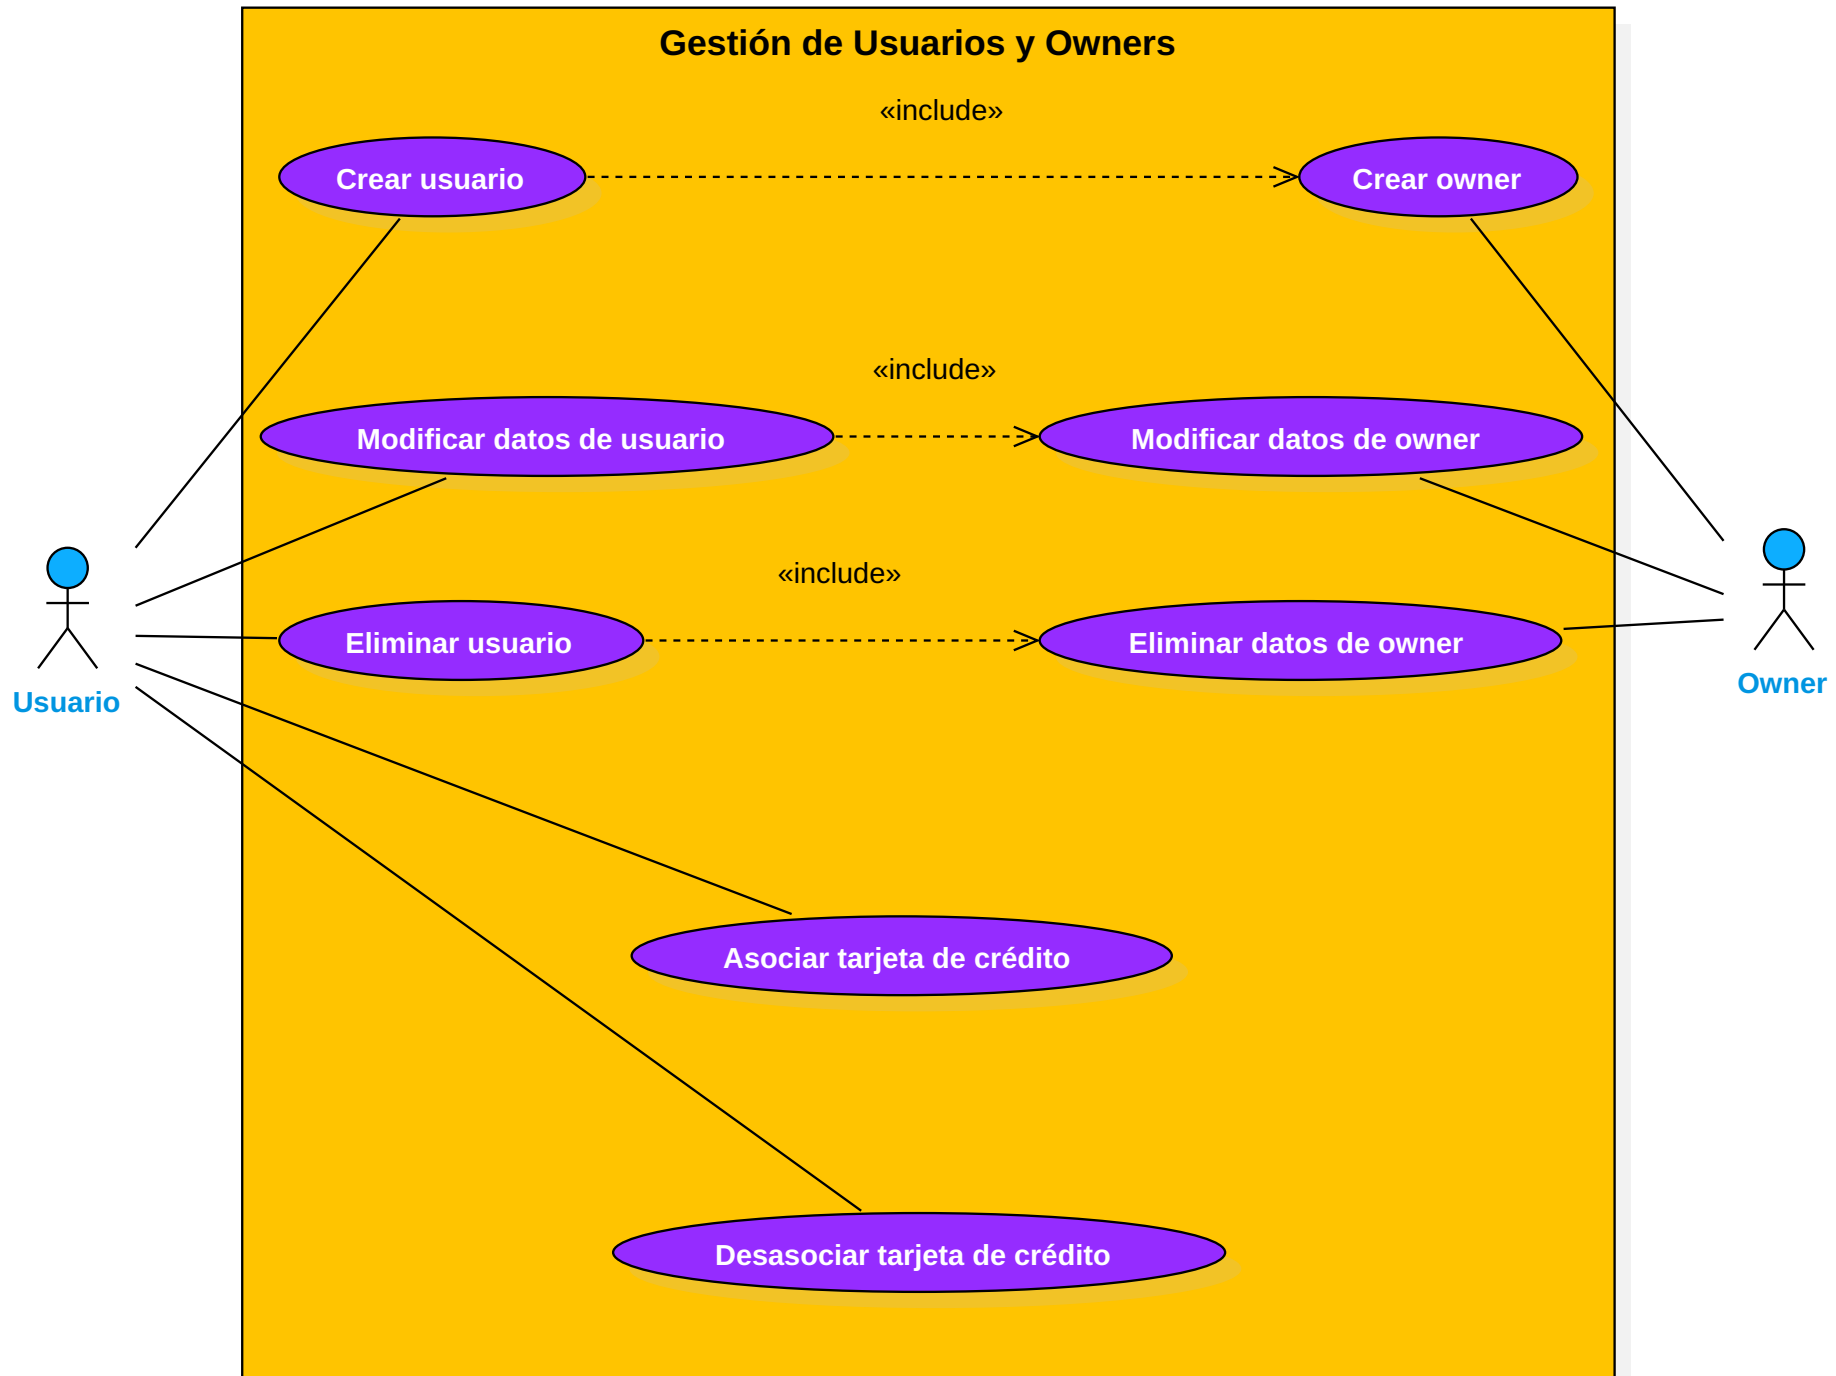 Gestión de Usuarios y Owners
«include»
Crear usuario
Crear owner
«include»
Modificar datos de usuario
Modificar datos de owner
«include»
Eliminar usuario
Eliminar datos de owner
Usuario
Owner
Asociar tarjeta de crédito
Desasociar tarjeta de crédito